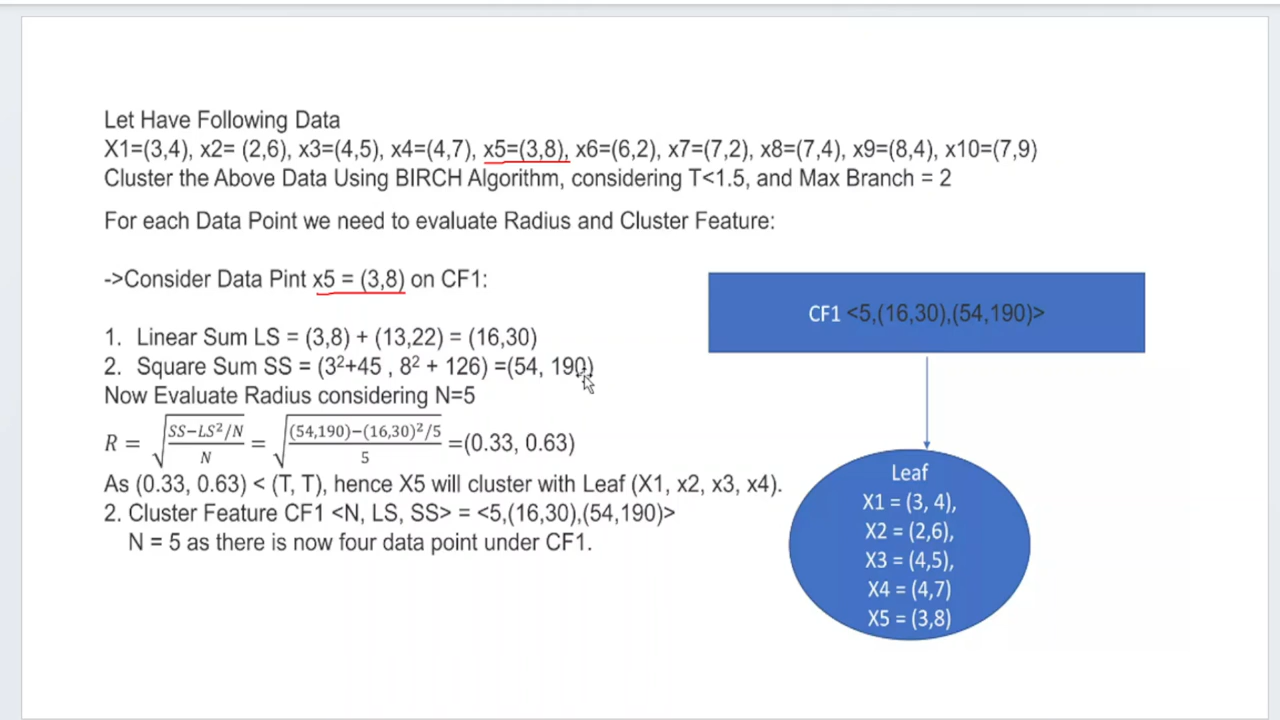 Let Have Following Data
X1=(3,4), x2= (2,6), x3=(4,5), x4=(4,7), x5=(3,8), x6=(6,2), x7=(7,2), x8=(7,4), x9=(8,4), x10=(7,9)
Cluster the Above Data Using BIRCH Algorithm, considering T<1.5, and Max Branch = 2
For each Data Point we need to evaluate Radius and Cluster Feature:
->Consider Data Pint x5 = (3,8) on CF1:
1. Linear Sum LS = (3,8) + (13,22) = (16,30)
2. Square Sum SS = (3²+45 , 8² + 126) =(54, 190)
Now Evaluate Radius considering N=5
R = √((SS−LS²/N)/N) = √(((54,190)−(16,30)²/5)/5) =(0.33, 0.63)
As (0.33, 0.63) < (T, T), hence X5 will cluster with Leaf (X1, x2, x3, x4).
2. Cluster Feature CF1 <N, LS, SS> = <5,(16,30),(54,190)>
N = 5 as there is now four data point under CF1.
CF1 <5,(16,30),(54,190)>
Leaf
X1 = (3, 4),
X2 = (2,6),
X3 = (4,5),
X4 = (4,7)
X5 = (3,8)